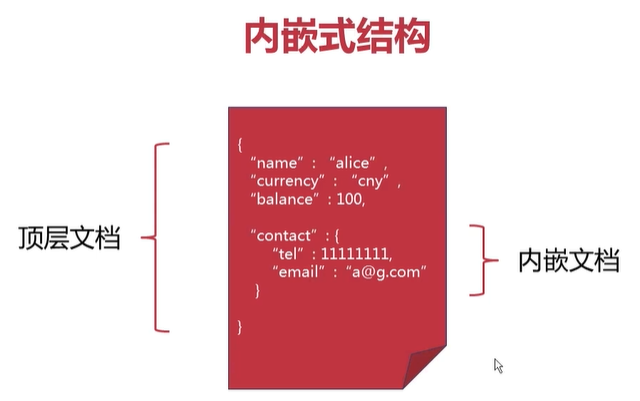 内嵌式结构
{
“name” : “alice” ,
“currency” : “cny” ,
“balance” : 100,
“contact” : {
“tel” : 11111111,
“email” : “a@g.com”
}
}
顶层文档
内嵌文档